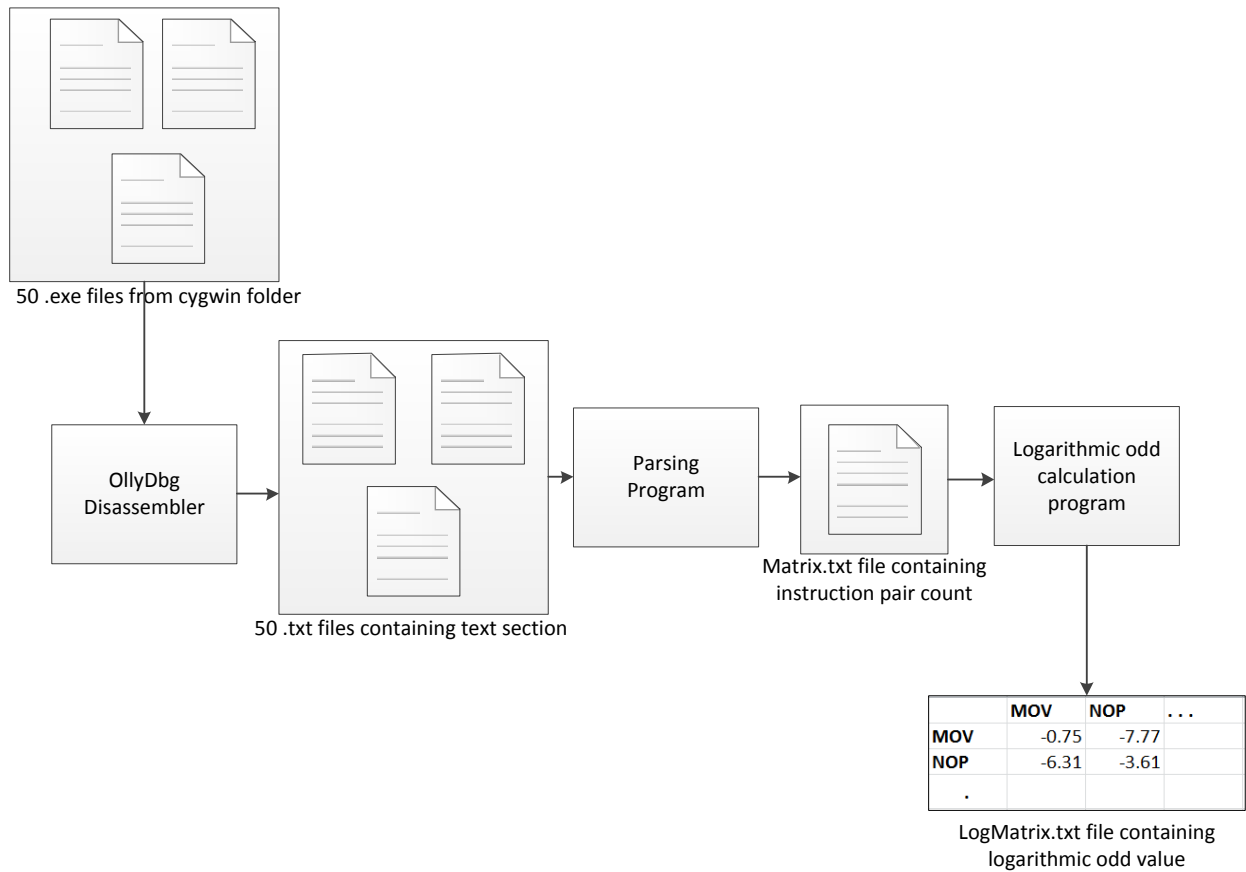 50 .exe files from cygwin folder
OllyDbg
Disassembler
50 .txt files containing text section
Parsing
Program
Matrix.txt file containing
instruction pair count
Logarithmic odd
calculation
program
MOV NOP ...
MOV -0.75 -7.77
NOP -6.31 -3.61
.
LogMatrix.txt file containing
logarithmic odd value